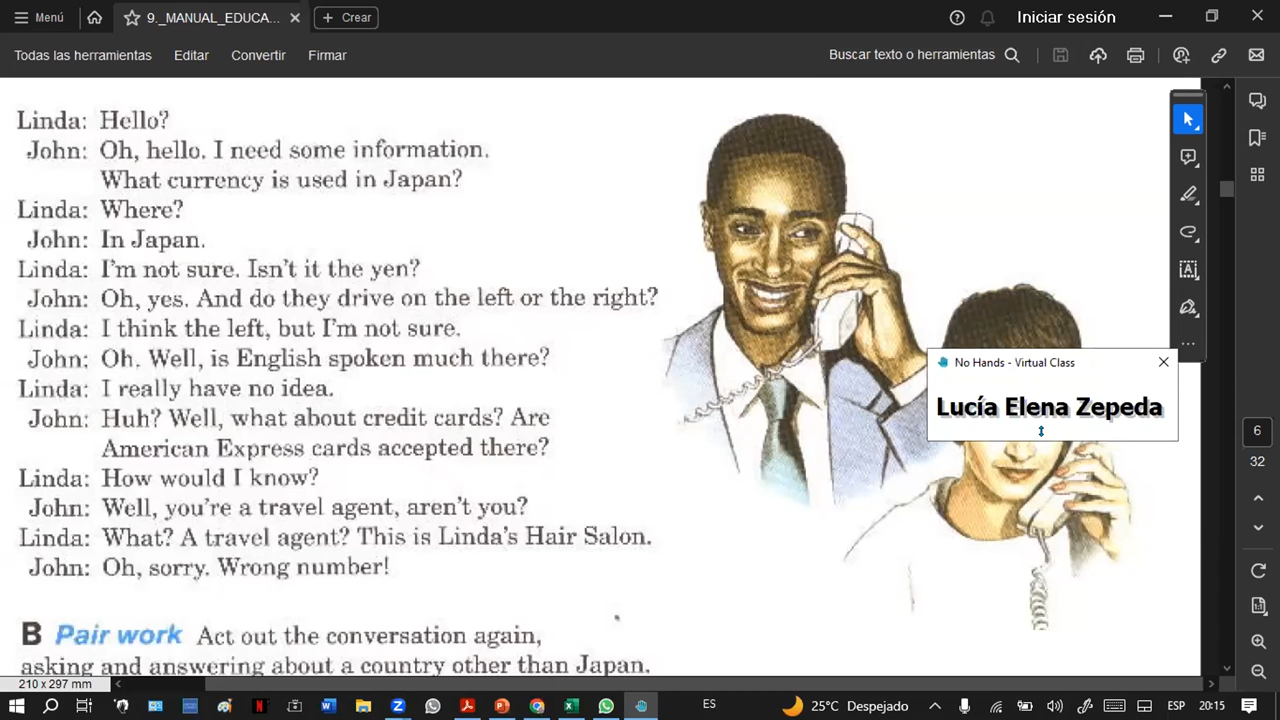 Menú
9._MANUAL_EDUCA...
Crear
Iniciar sesión
Todas las herramientas
Editar
Convertir
Firmar
Buscar texto o herramientas
Linda: Hello?
John: Oh, hello. I need some information.
What currency is used in Japan?
Linda: Where?
John: In Japan.
Linda: I'm not sure. Isn't it the yen?
John: Oh, yes. And do they drive on the left or the right?
Linda: I think the left, but I'm not sure.
John: Oh. Well, is English spoken much there?
Linda: I really have no idea.
John: Huh? Well, what about credit cards? Are
American Express cards accepted there?
Linda: How would I know?
John: Well, you're a travel agent, aren't you?
Linda: What? A travel agent? This is Linda's Hair Salon.
John: Oh, sorry. Wrong number!
No Hands - Virtual Class
Lucía Elena Zepeda
6
32
B Pair work Act out the conversation again,
asking and answering about a country other than Japan.
210 x 297 mm
ES
25°C Despejado
ESP
20:15